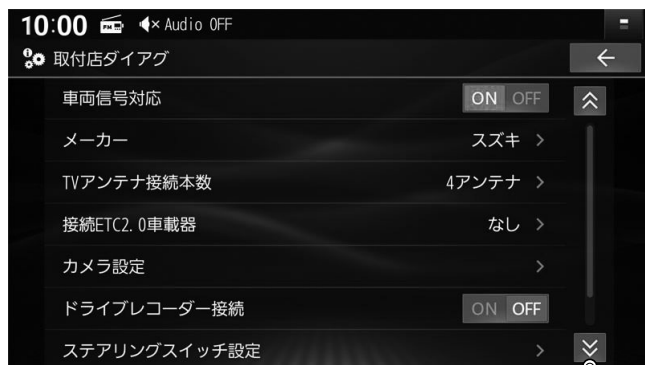 10:00 FM Audio OFF
取付店ダイアグ
車両信号対応 ON OFF
メーカー スズキ
TVアンテナ接続本数 4アンテナ
接続ETC2.0車載器 なし
カメラ設定
ドライブレコーダー接続 ON OFF
ステアリングスイッチ設定